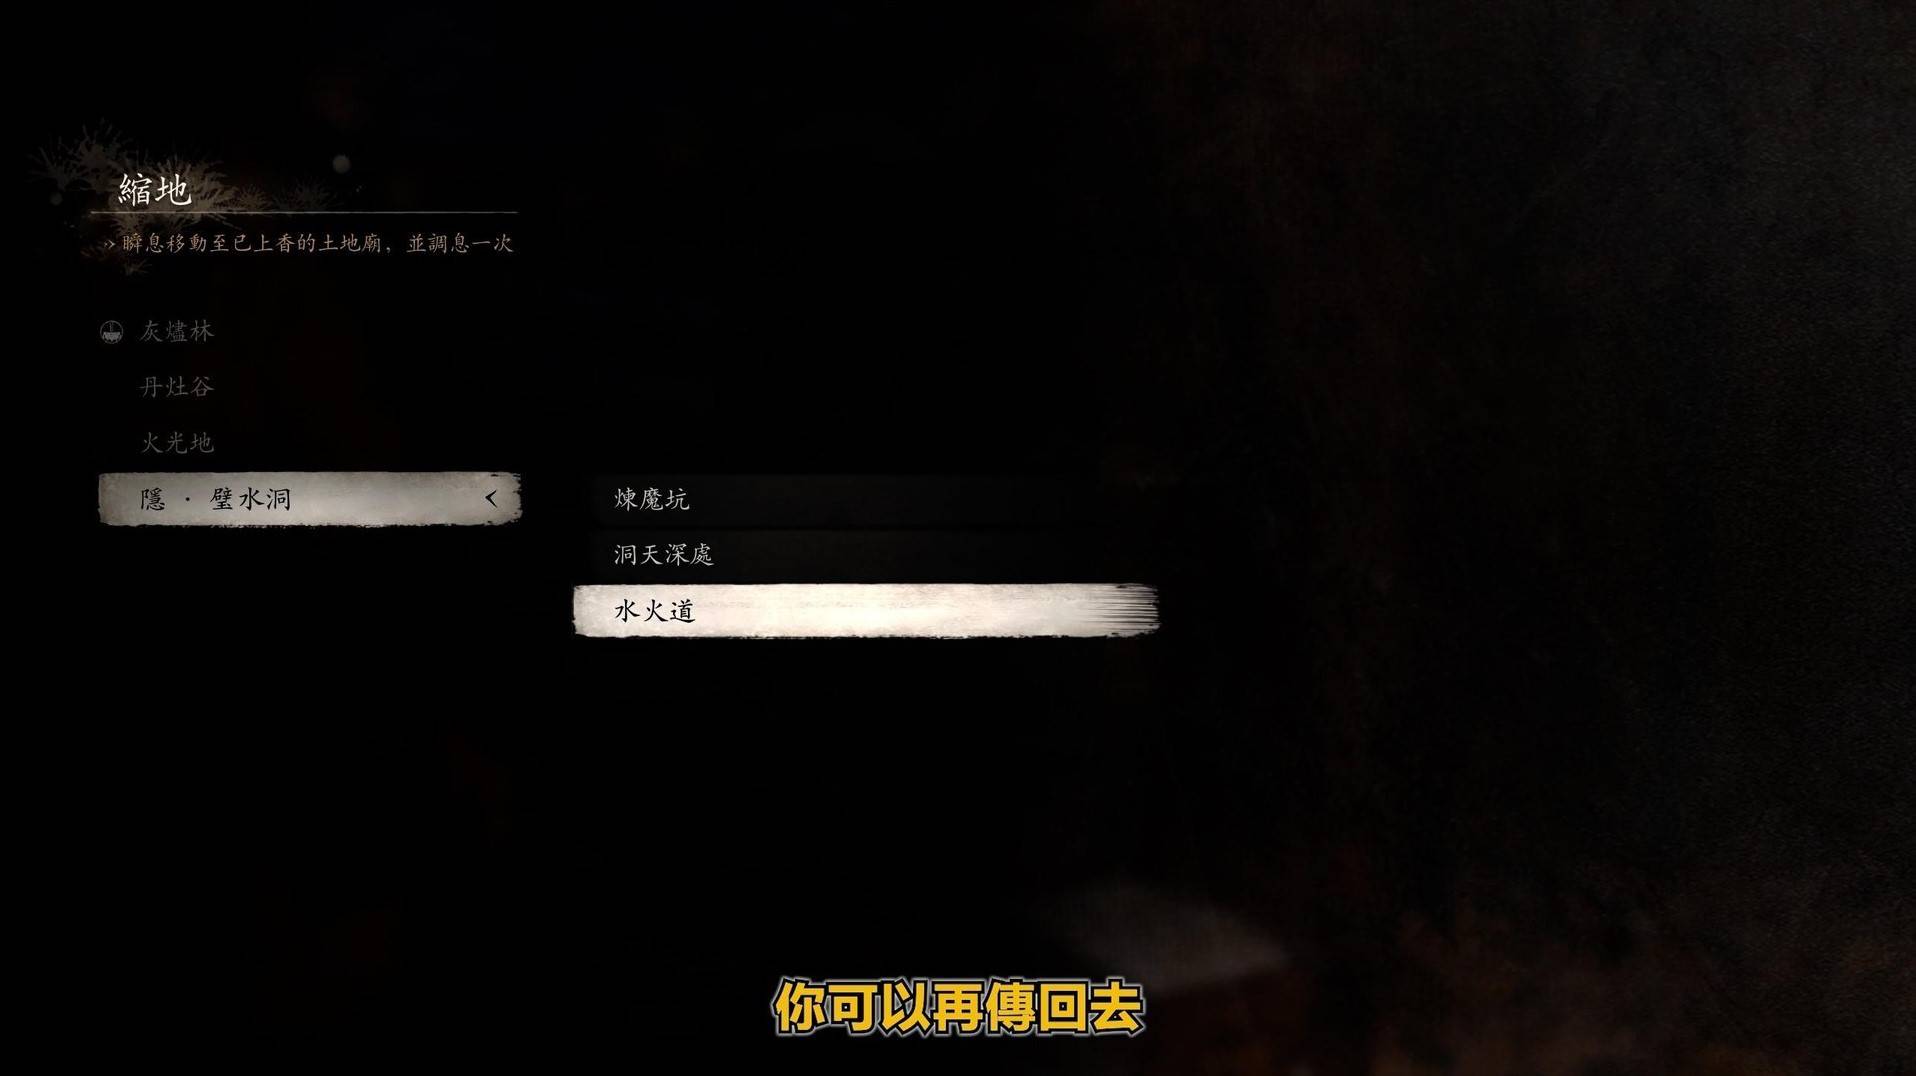 縮地
瞬息移動至已上香的土地廟，並調息一次
灰燼林
丹灶谷
火光地
隱 · 璧水洞
煉魔坑
洞天深處
水火道
你可以再傳回去